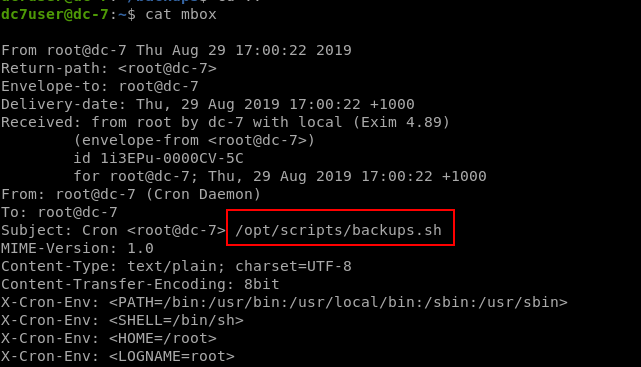 dc7user@dc-7:~$ cat mbox
From root@dc-7 Thu Aug 29 17:00:22 2019
Return-path: <root@dc-7>
Envelope-to: root@dc-7
Delivery-date: Thu, 29 Aug 2019 17:00:22 +1000
Received: from root by dc-7 with local (Exim 4.89)
(envelope-from <root@dc-7>)
id 1i3EPu-0000CV-5C
for root@dc-7; Thu, 29 Aug 2019 17:00:22 +1000
From: root@dc-7 (Cron Daemon)
To: root@dc-7
Subject: Cron <root@dc-7> /opt/scripts/backups.sh
MIME-Version: 1.0
Content-Type: text/plain; charset=UTF-8
Content-Transfer-Encoding: 8bit
X-Cron-Env: <PATH=/bin:/usr/bin:/usr/local/bin:/sbin:/usr/sbin>
X-Cron-Env: <SHELL=/bin/sh>
X-Cron-Env: <HOME=/root>
X-Cron-Env: <LOGNAME=root>